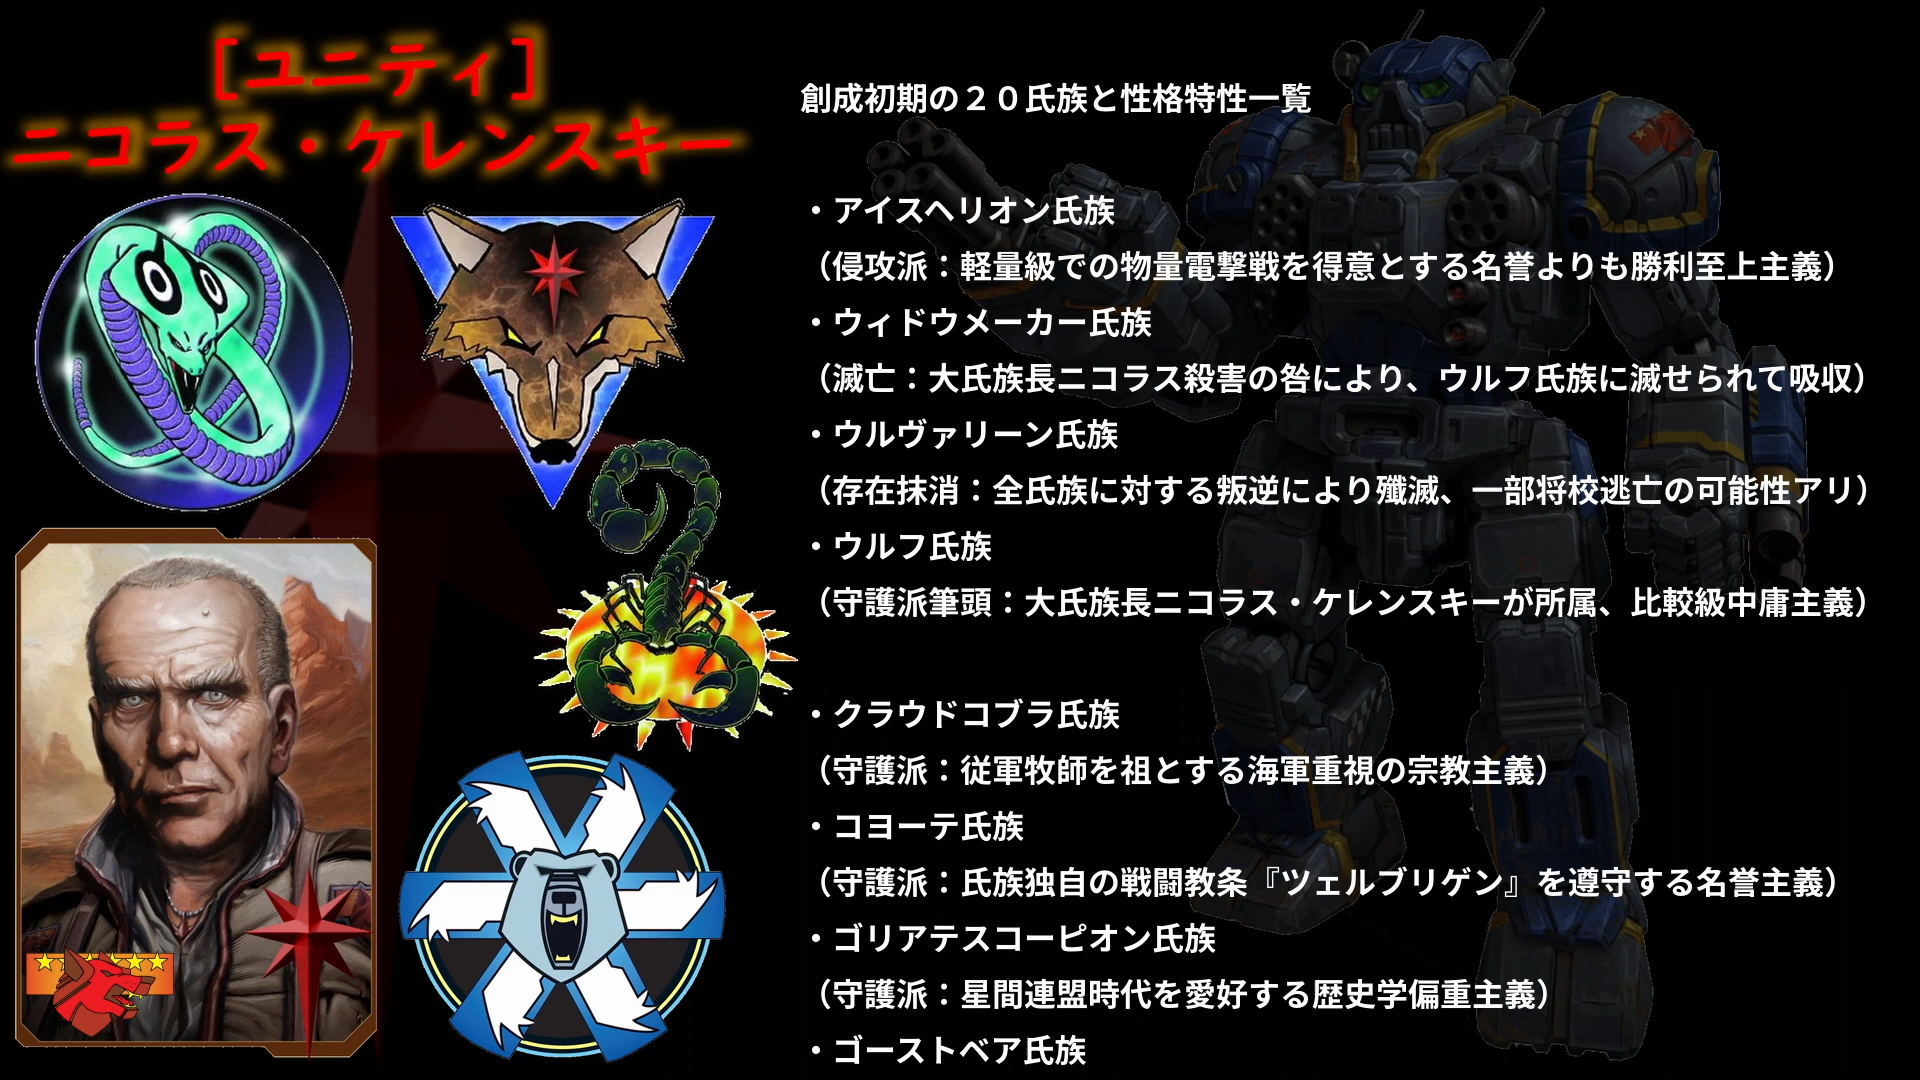 ［ユニティ］
ニコラス・ケレンスキー
創成初期の２０氏族と性格特性一覧
・アイスヘリオン氏族
（侵攻派：軽量級での物量電撃戦を得意とする名誉よりも勝利至上主義）
・ウィドウメーカー氏族
（滅亡：大氏族長ニコラス殺害の咎により、ウルフ氏族に滅せられて吸収）
・ウルヴァリーン氏族
（存在抹消：全氏族に対する叛逆により殲滅、一部将校逃亡の可能性アリ）
・ウルフ氏族
（守護派筆頭：大氏族長ニコラス・ケレンスキーが所属、比較級中庸主義）
・クラウドコブラ氏族
（守護派：従軍牧師を祖とする海軍重視の宗教主義）
・コヨーテ氏族
（守護派：氏族独自の戦闘教条『ツェルブリゲン』を遵守する名誉主義）
・ゴリアテスコーピオン氏族
（守護派：星間連盟時代を愛好する歴史学偏重主義）
・ゴーストベア氏族